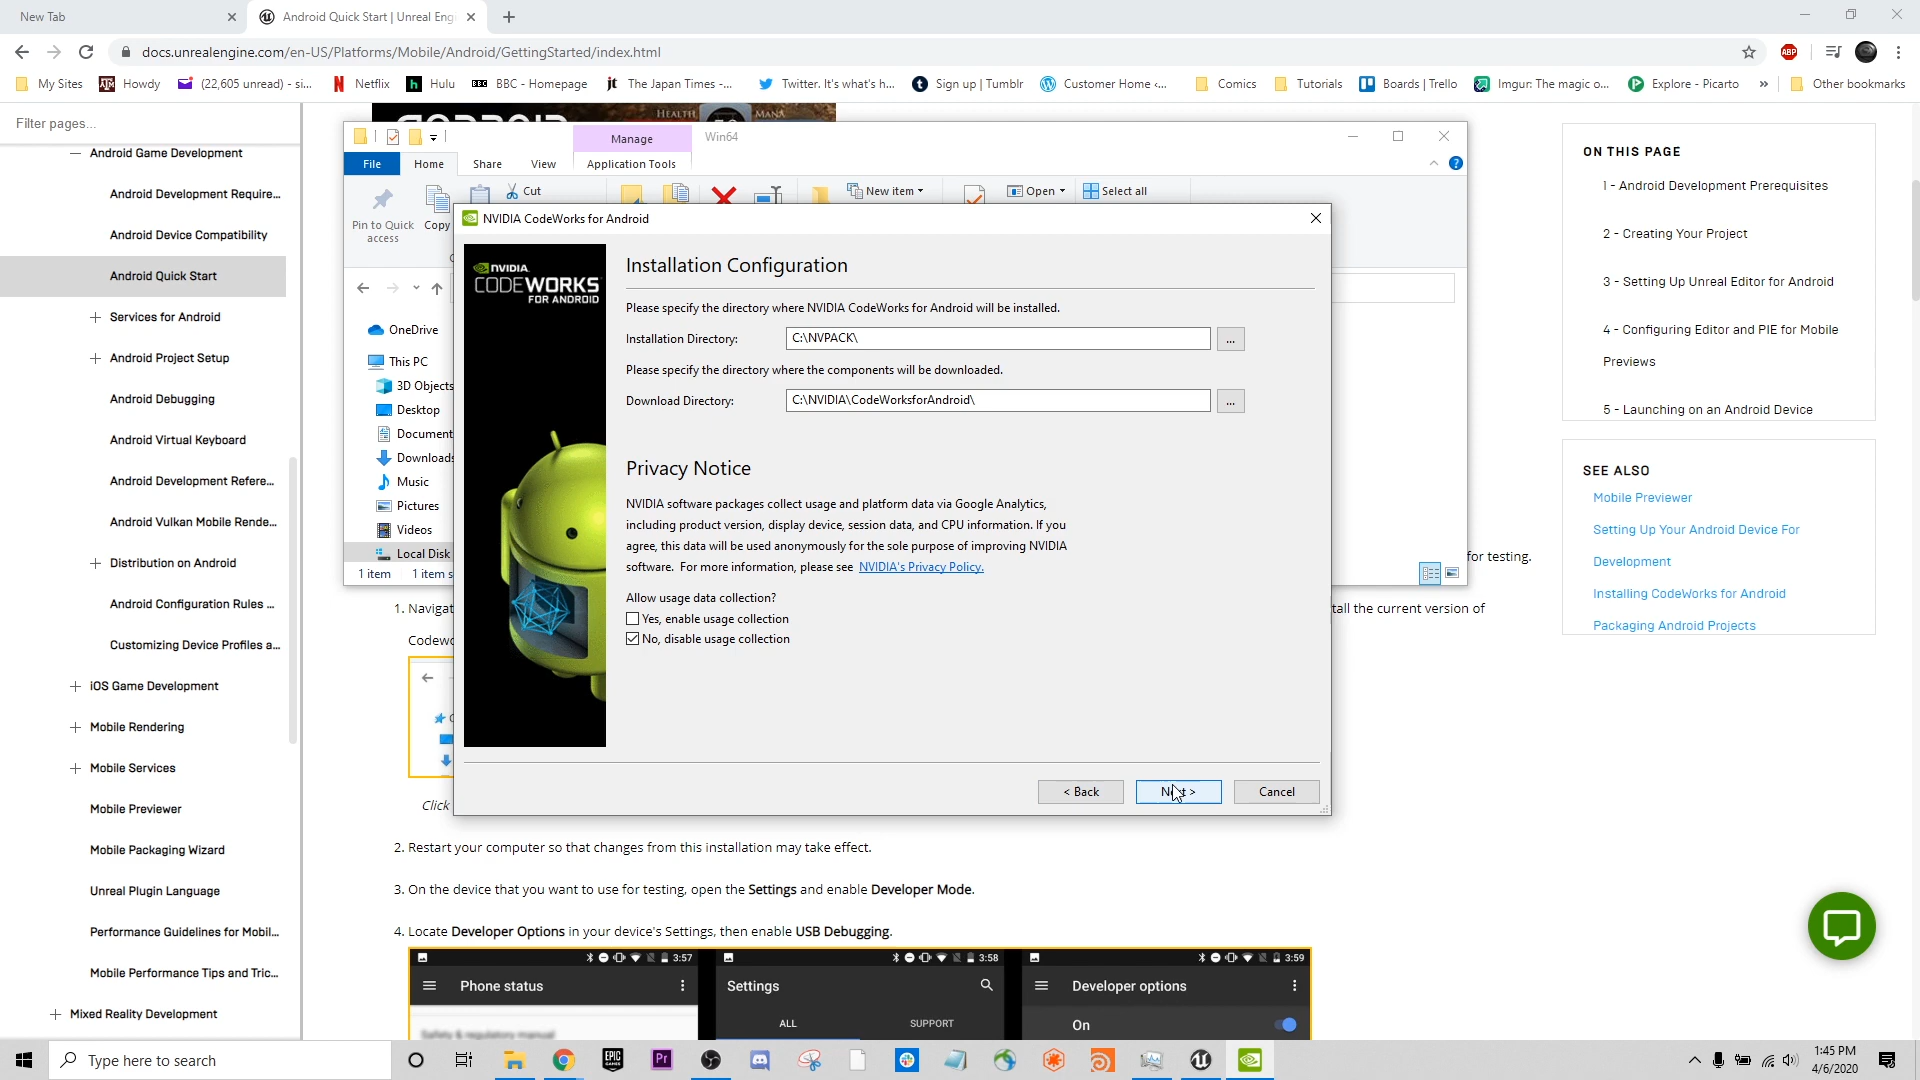 New Tab
Android Quick Start | Unreal Engi
docs.unrealengine.com/en-US/Platforms/Mobile/Android/GettingStarted/index.html
ABP
My Sites
Howdy
(22,605 unread) - si...
Netflix
Hulu
BBC - Homepage
The Japan Times -...
Twitter. It's what's h...
Sign up | Tumblr
Customer Home <...
Comics
Tutorials
Boards | Trello
Imgur: The magic o...
Explore - Picarto
»
Other bookmarks
Filter pages...
Android Game Development
Android Development Require...
Android Device Compatibility
Android Quick Start
Services for Android
Android Project Setup
Android Debugging
Android Virtual Keyboard
Android Development Refere...
Android Vulkan Mobile Rende...
Distribution on Android
Android Configuration Rules ...
Customizing Device Profiles a...
iOS Game Development
Mobile Rendering
Mobile Services
Mobile Previewer
Mobile Packaging Wizard
Unreal Plugin Language
Performance Guidelines for Mobil...
Mobile Performance Tips and Tric...
Mixed Reality Development
HEALTH
MANA
Manage
Win64
File
Home
Share
View
Application Tools
Pin to Quick
access
Copy
Cut
New item
Open
Select all
OneDrive
This PC
3D Objects
Desktop
Document
Downloads
Music
Pictures
Videos
Local Disk
1 item
1 item s
NVIDIA CodeWorks for Android
NVIDIA.
CODEWORKS
FOR ANDROID
Installation Configuration
Please specify the directory where NVIDIA CodeWorks for Android will be installed.
Installation Directory:
C:\NVPACK\
...
Please specify the directory where the components will be downloaded.
Download Directory:
C:\NVIDIA\CodeWorksforAndroid\
...
Privacy Notice
NVIDIA software packages collect usage and platform data via Google Analytics,
including product version, display device, session data, and CPU information. If you
agree, this data will be used anonymously for the sole purpose of improving NVIDIA
software. For more information, please see NVIDIA's Privacy Policy.
Allow usage data collection?
Yes, enable usage collection
No, disable usage collection
< Back
Next >
Cancel
for testing.
1. Navigat
tall the current version of
Codewo
Click
2. Restart your computer so that changes from this installation may take effect.
3. On the device that you want to use for testing, open the Settings and enable Developer Mode.
4. Locate Developer Options in your device's Settings, then enable USB Debugging.
3:57
Phone status
Safety & regulatory manual
3:58
Settings
ALL
SUPPORT
3:59
Developer options
On
ON THIS PAGE
1 - Android Development Prerequisites
2 - Creating Your Project
3 - Setting Up Unreal Editor for Android
4 - Configuring Editor and PIE for Mobile
Previews
5 - Launching on an Android Device
SEE ALSO
Mobile Previewer
Setting Up Your Android Device For
Development
Installing CodeWorks for Android
Packaging Android Projects
Type here to search
EPIC
GAMES
Pr
1:45 PM
4/6/2020